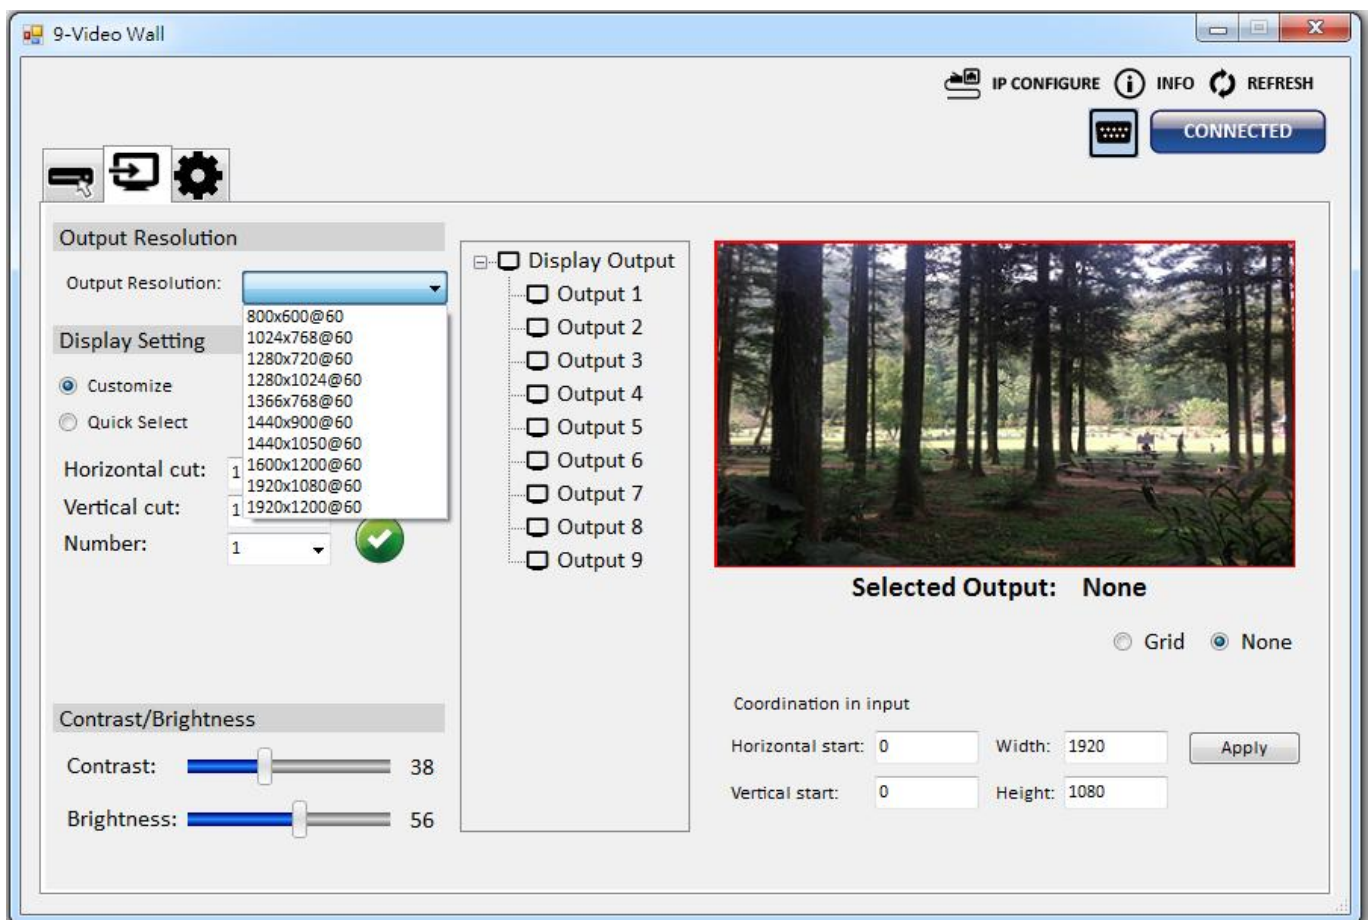 9-Video Wall
IP CONFIGURE INFO REFRESH
CONNECTED
Output Resolution
Output Resolution:
800x600@60
1024x768@60
1280x720@60
1280x1024@60
1366x768@60
1440x900@60
1440x1050@60
1600x1200@60
1920x1080@60
1920x1200@60
Display Setting
Customize
Quick Select
Horizontal cut: 1
Vertical cut: 1
Number: 1
Contrast/Brightness
Contrast: 38
Brightness: 56
Display Output
Output 1
Output 2
Output 3
Output 4
Output 5
Output 6
Output 7
Output 8
Output 9
Selected Output: None
Grid None
Coordination in input
Horizontal start: 0 Width: 1920 Apply
Vertical start: 0 Height: 1080